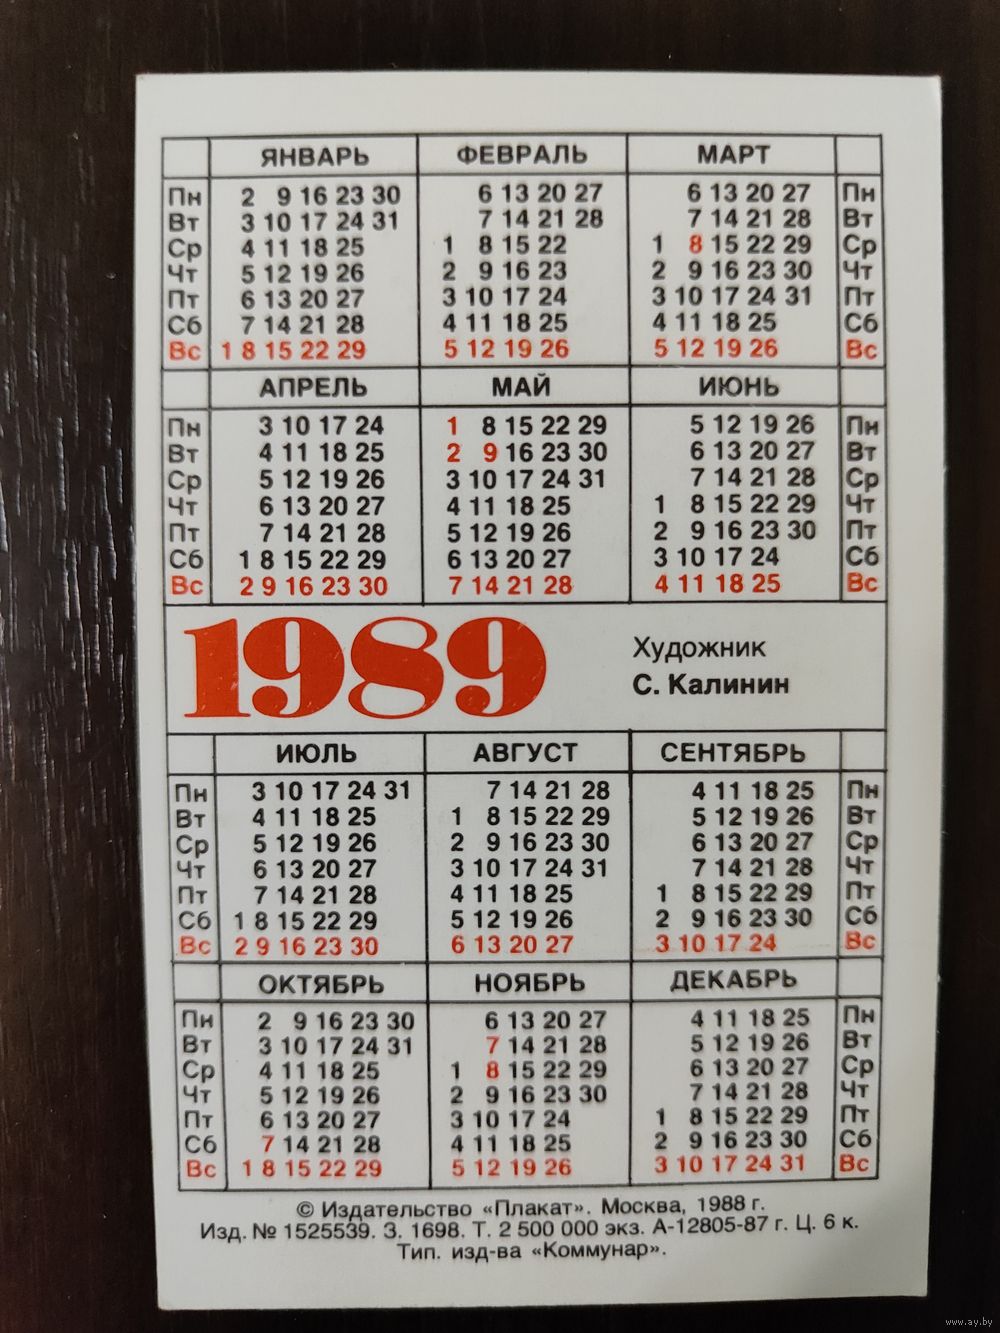 ЯНВАРЬ ФЕВРАЛЬ МАРТ
Пн 2 9 16 23 30 6 13 20 27 6 13 20 27 Пн
Вт 3 10 17 24 31 7 14 21 28 7 14 21 28 Вт
Ср 4 11 18 25 1 8 15 22 1 8 15 22 29 Ср
Чт 5 12 19 26 2 9 16 23 2 9 16 23 30 Чт
Пт 6 13 20 27 3 10 17 24 3 10 17 24 31 Пт
Сб 7 14 21 28 4 11 18 25 4 11 18 25 Сб
Вс 1 8 15 22 29 5 12 19 26 5 12 19 26 Вс
АПРЕЛЬ МАЙ ИЮНЬ
Пн 3 10 17 24 1 8 15 22 29 5 12 19 26 Пн
Вт 4 11 18 25 2 9 16 23 30 6 13 20 27 Вт
Ср 5 12 19 26 3 10 17 24 31 7 14 21 28 Ср
Чт 6 13 20 27 4 11 18 25 1 8 15 22 29 Чт
Пт 7 14 21 28 5 12 19 26 2 9 16 23 30 Пт
Сб 1 8 15 22 29 6 13 20 27 3 10 17 24 Сб
Вс 2 9 16 23 30 7 14 21 28 4 11 18 25 Вс
1989
Художник
С. Калинин
ИЮЛЬ АВГУСТ СЕНТЯБРЬ
Пн 3 10 17 24 31 7 14 21 28 4 11 18 25 Пн
Вт 4 11 18 25 1 8 15 22 29 5 12 19 26 Вт
Ср 5 12 19 26 2 9 16 23 30 6 13 20 27 Ср
Чт 6 13 20 27 3 10 17 24 31 7 14 21 28 Чт
Пт 7 14 21 28 4 11 18 25 1 8 15 22 29 Пт
Сб 1 8 15 22 29 5 12 19 26 2 9 16 23 30 Сб
Вс 2 9 16 23 30 6 13 20 27 3 10 17 24 Вс
ОКТЯБРЬ НОЯБРЬ ДЕКАБРЬ
Пн 2 9 16 23 30 6 13 20 27 4 11 18 25 Пн
Вт 3 10 17 24 31 7 14 21 28 5 12 19 26 Вт
Ср 4 11 18 25 1 8 15 22 29 6 13 20 27 Ср
Чт 5 12 19 26 2 9 16 23 30 7 14 21 28 Чт
Пт 6 13 20 27 3 10 17 24 1 8 15 22 29 Пт
Сб 7 14 21 28 4 11 18 25 2 9 16 23 30 Сб
Вс 1 8 15 22 29 5 12 19 26 3 10 17 24 31 Вс
© Издательство «Плакат». Москва, 1988 г.
Изд. № 1525539. З. 1698. Т. 2 500 000 экз. А-12805-87 г. Ц. 6 к.
Тип. изд-ва «Коммунар».
www.ay.by